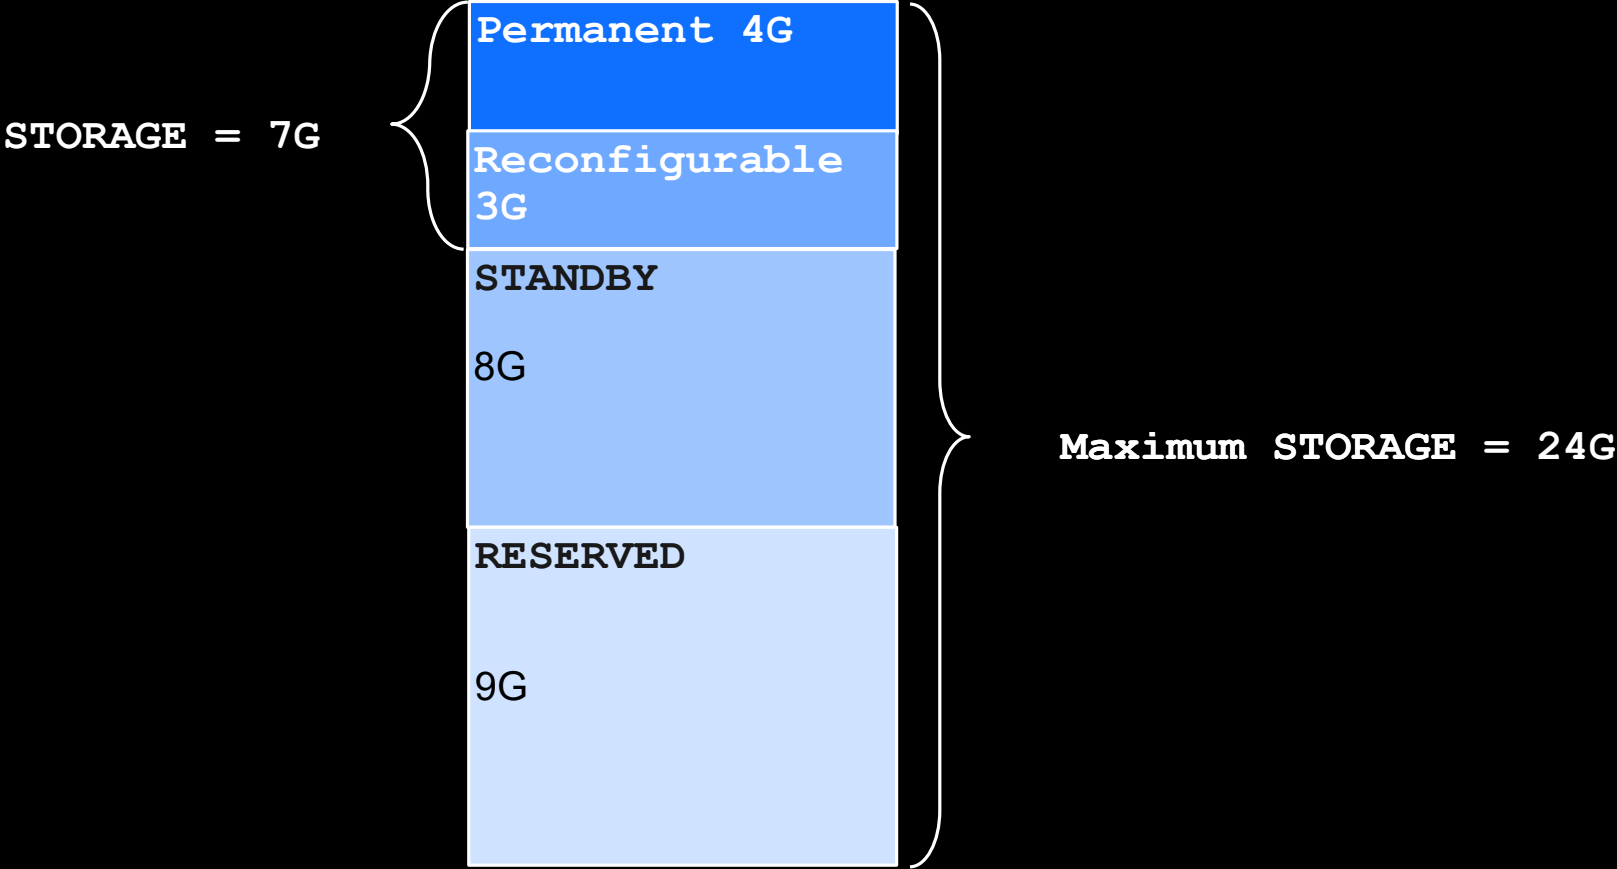 Permanent 4G
STORAGE = 7G
Reconfigurable
3G
STANDBY
8G
Maximum STORAGE = 24G
RESERVED
9G